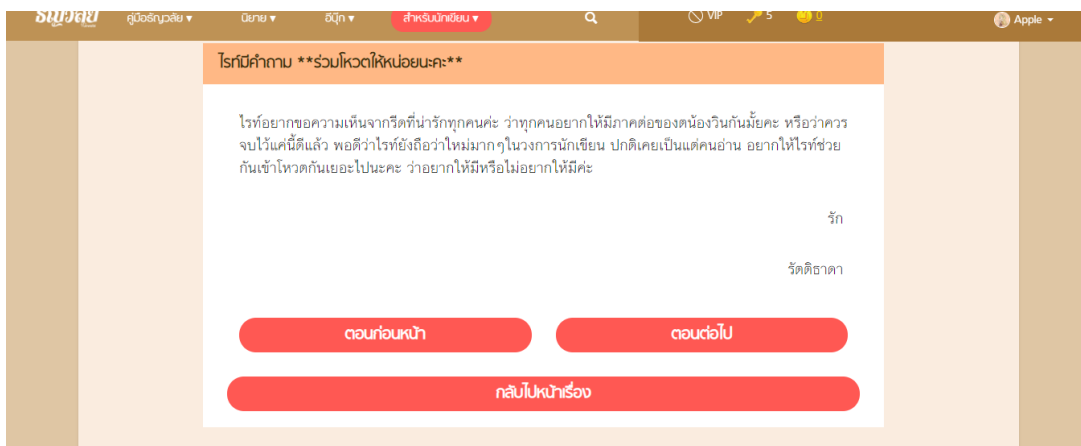 ธัญวลัย คู่มือธัญวลัย ▾ นิยาย ▾ อีบุ๊ก ▾ สำหรับนักเขียน ▾ VIP 5 0 Apple
ไรท์มีคำถาม **ร่วมโหวตให้หน่อยนะคะ**
ไรท์อยากขอความเห็นจากรีดที่น่ารักทุกคนค่ะ ว่าทุกคนอยากให้มีภาคต่อของตน้องวินกันมั้ยคะ หรือว่าควร
จบไว้แค่นี้ดีแล้ว พอดีว่าไรท์ยังถือว่าใหม่มากๆในวงการนักเขียน ปกติเคยเป็นแต่คนอ่าน อยากให้ไรท์ช่วย
กันเข้าโหวตกันเยอะไปนะคะ ว่าอยากให้มีหรือไม่อยากให้มีค่ะ
รัก
รัตติธาดา
ตอนก่อนหน้า ตอนต่อไป
กลับไปหน้าเรื่อง